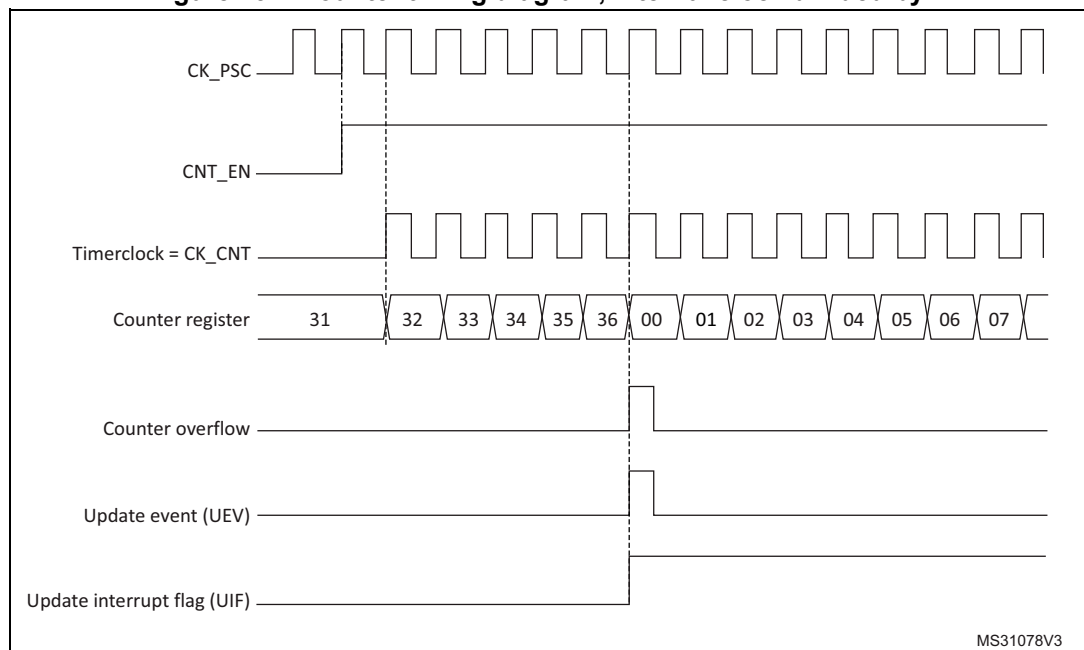 CK_PSC
CNT_EN
Timerclock = CK_CNT
Counter register 31 32 33 34 35 36 00 01 02 03 04 05 06 07
Counter overflow
Update event (UEV)
Update interrupt flag (UIF)
MS31078V3